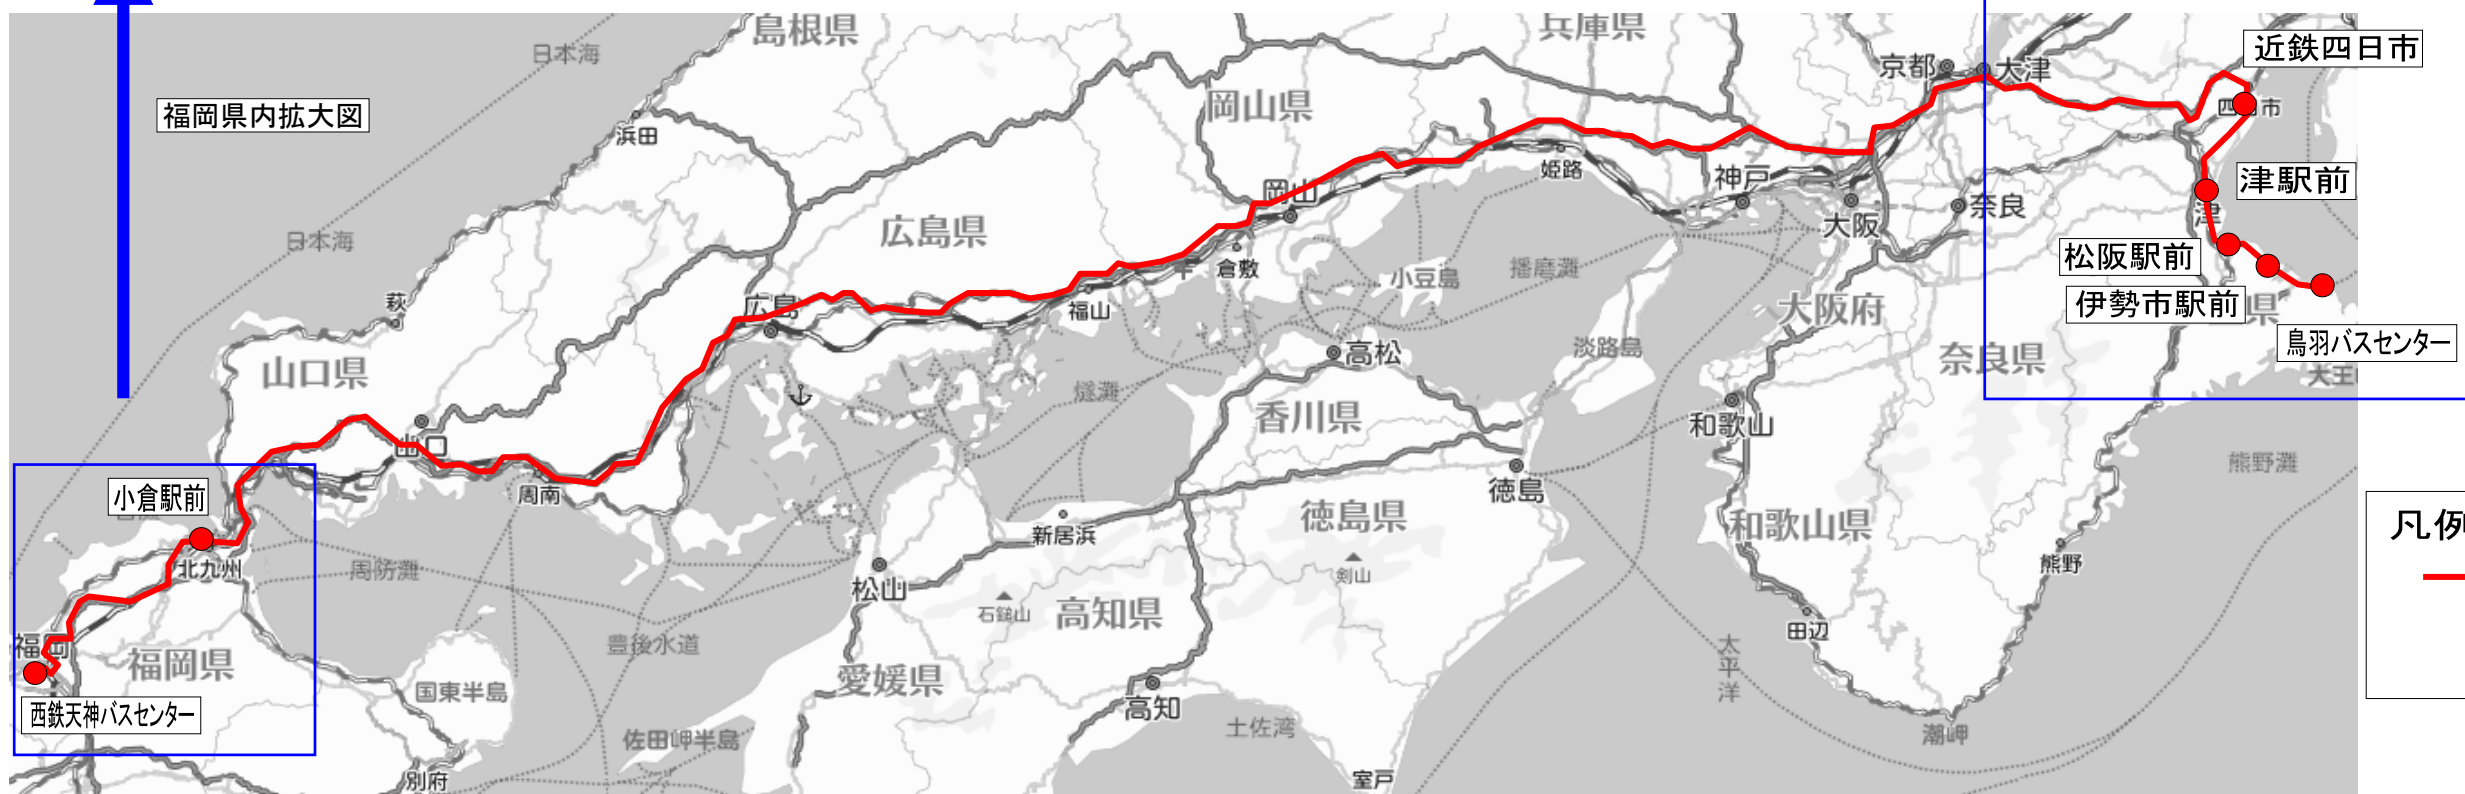 島根県
兵庫県
日本海
近鉄四日市
京都
大津
福岡県内拡大図
岡山県
四日市
浜田
姫路
神戸
津駅前
岡山
大阪
奈良
津
広島県
日本海
倉敷
小豆島
播磨灘
松阪駅前
萩
広島
福山
大阪府
伊勢市駅前
県
山口県
高松
淡路島
奈良県
鳥羽バスセンター
大王
燧灘
香川県
和歌山
山口
周南
徳島
熊野灘
小倉駅前
新居浜
徳島県
和歌山県
凡例
北九州
周防灘
松山
剣山
熊野
石鎚山
高知県
田辺
福岡
福岡県
豊後水道
太平洋
国東半島
愛媛県
高知
西鉄天神バスセンター
佐田岬半島
土佐湾
潮岬
別府
室戸